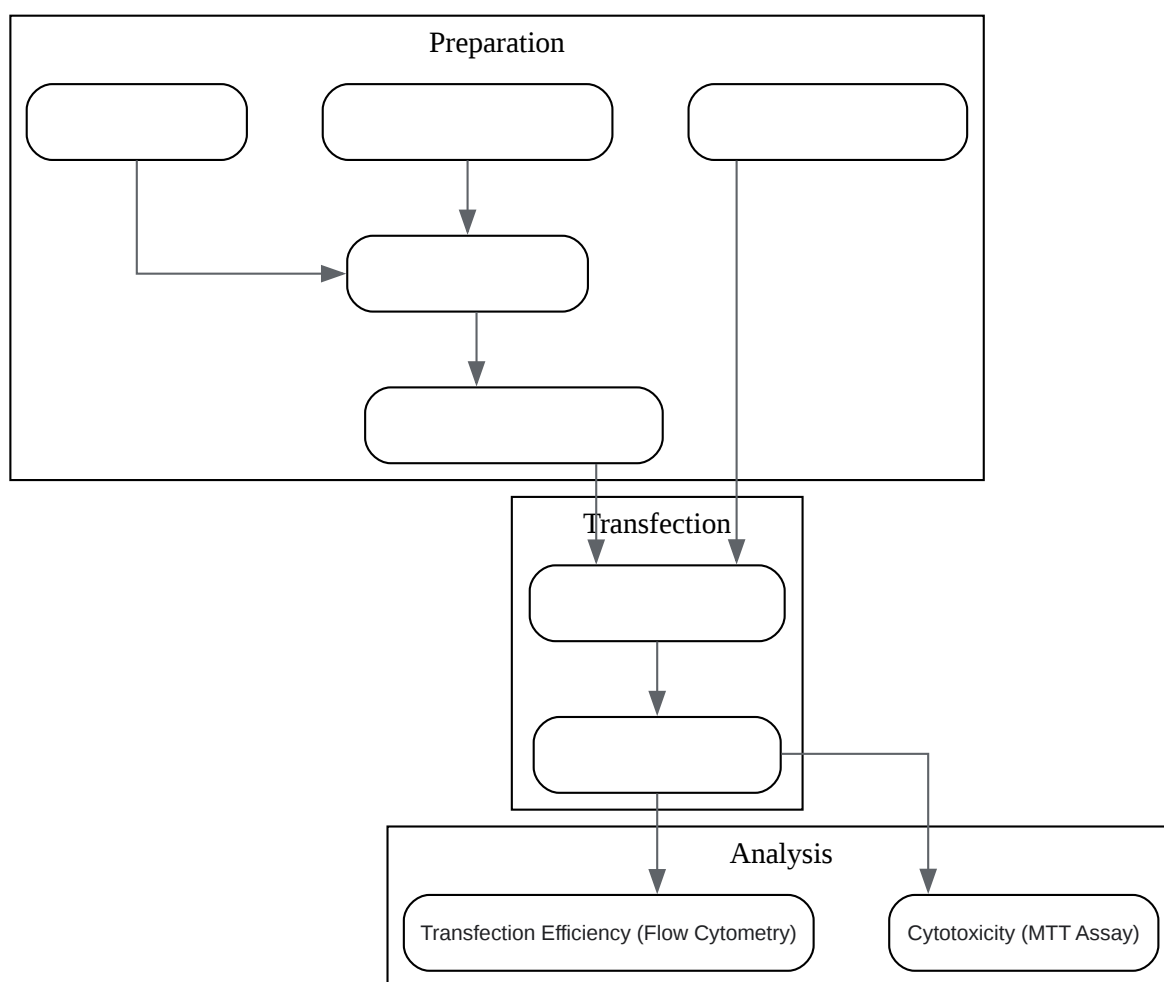 Preparation
Transfection
Analysis
Transfection Efficiency (Flow Cytometry)
Cytotoxicity (MTT Assay)